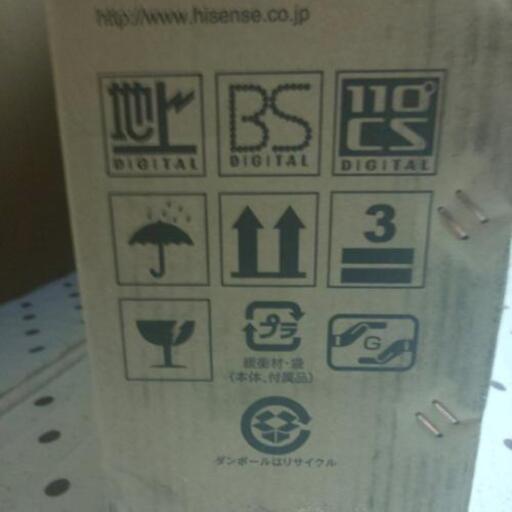 http://www.hisense.co.jp
地上
DIGITAL
BS
DIGITAL
110°
CS
DIGITAL
3
プラ
緩衝材・袋
(本体、付属品)
G
ダンボールはリサイクル